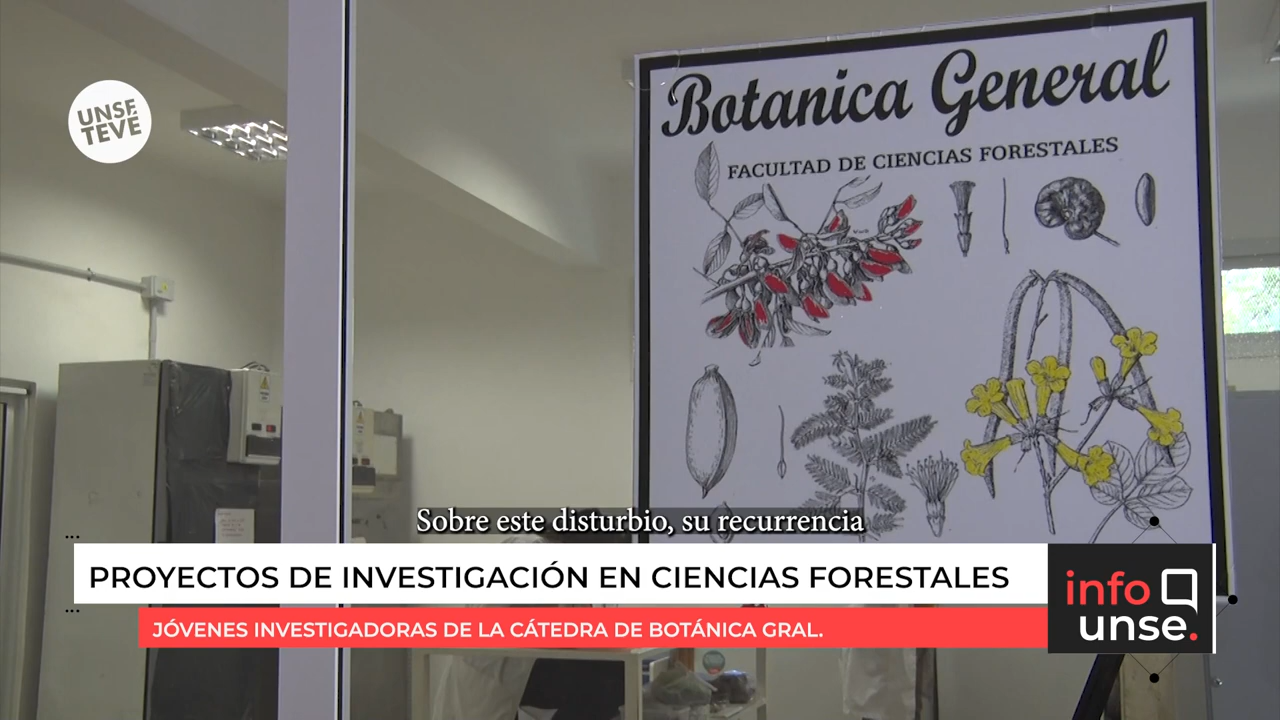 UNSE
TEVE
Botanica General
FACULTAD DE CIENCIAS FORESTALES
Sobre este disturbio, su recurrencia
PROYECTOS DE INVESTIGACIÓN EN CIENCIAS FORESTALES
JÓVENES INVESTIGADORAS DE LA CÁTEDRA DE BOTÁNICA GRAL.
info
unse.